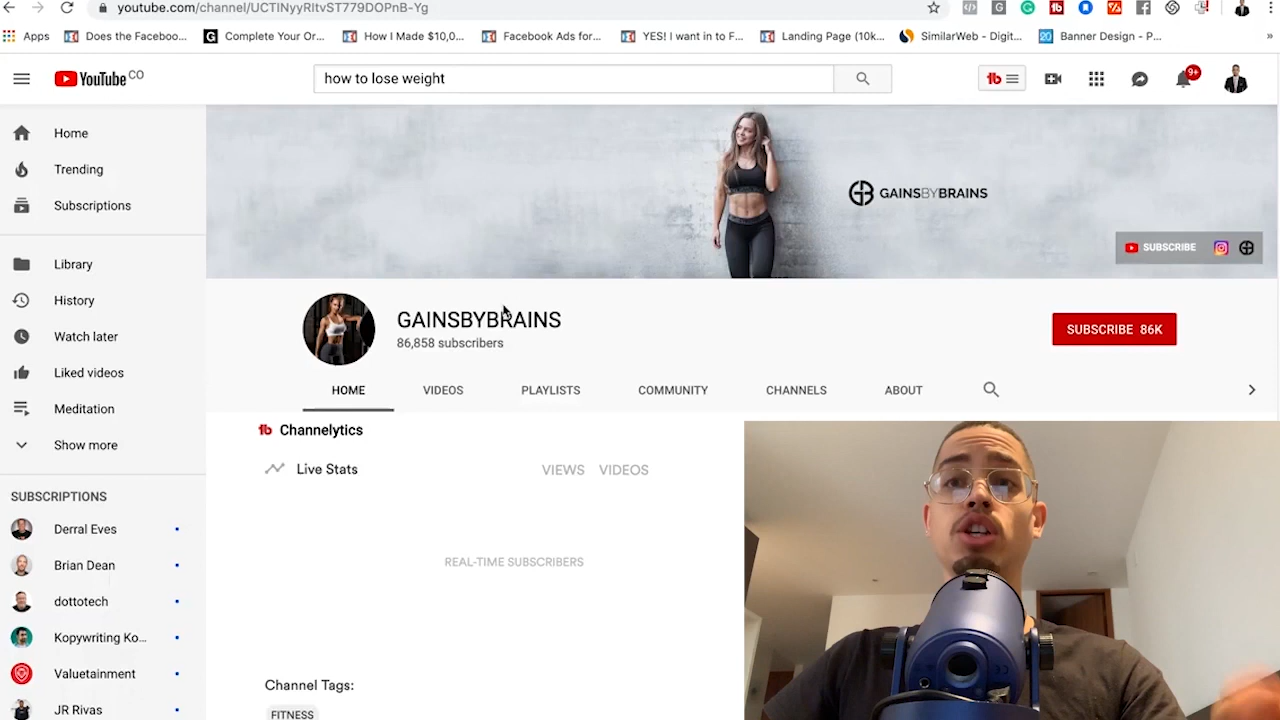 youtube.com/channel/UCTINyyRItvST779DOPnB-Yg
Apps
Does the Faceboo...
Complete Your Or...
How I Made $10,0...
Facebook Ads for...
YES! I want in to F...
Landing Page (10k...
SimilarWeb - Digit...
20
Banner Design - P...
»
YouTube CO
how to lose weight
tb
9+
Home
Trending
Subscriptions
Library
History
Watch later
Liked videos
Meditation
Show more
SUBSCRIPTIONS
Derral Eves
Brian Dean
dottotech
Kopywriting Ko...
Valuetainment
JR Rivas
GAINSBYBRAINS
SUBSCRIBE
GAINSBYBRAINS
86,858 subscribers
SUBSCRIBE 86K
HOME
VIDEOS
PLAYLISTS
COMMUNITY
CHANNELS
ABOUT
tb Channelytics
Live Stats
VIEWS
VIDEOS
REAL-TIME SUBSCRIBERS
Channel Tags:
FITNESS